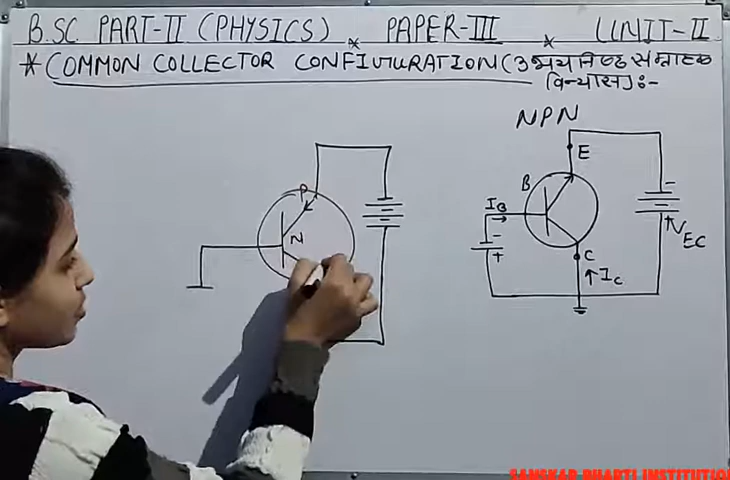 B.SC. PART-II (PHYSICS) * PAPER-III * UNIT-II
* COMMON COLLECTOR CONFIGURATION (उभयनिष्ठ संग्राहक
विन्यास) :-
NPN
P
E
B
N
IB
-
-
+
VEC
C
↑IC
SANSKAR BHARTI INSTITUTION